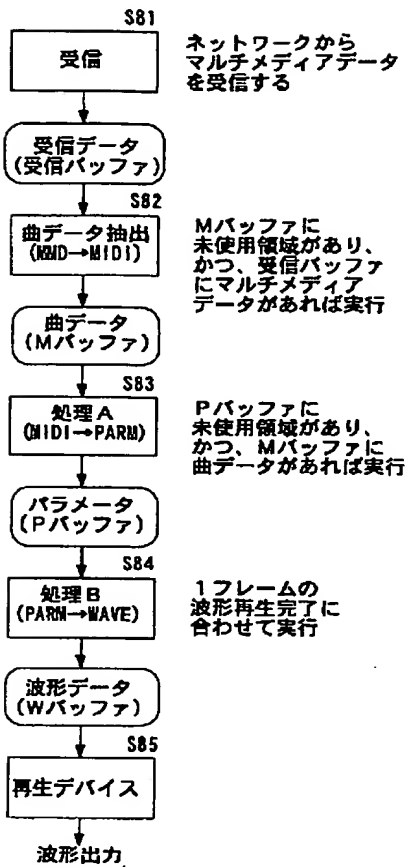 S81
受信
ネットワークから
マルチメディアデータ
を受信する
受信データ
(受信バッファ)
S82
曲データ抽出
(MMD→MIDI)
Mバッファに
未使用領域があり、
かつ、受信バッファ
にマルチメディア
データがあれば実行
曲データ
(Mバッファ)
S83
処理A
(MIDI→PARM)
Pバッファに
未使用領域があり、
かつ、Mバッファに
曲データがあれば実行
パラメータ
(Pバッファ)
S84
処理B
(PARM→WAVE)
1フレームの
波形再生完了に
合わせて実行
波形データ
(Wバッファ)
S85
再生デバイス
波形出力